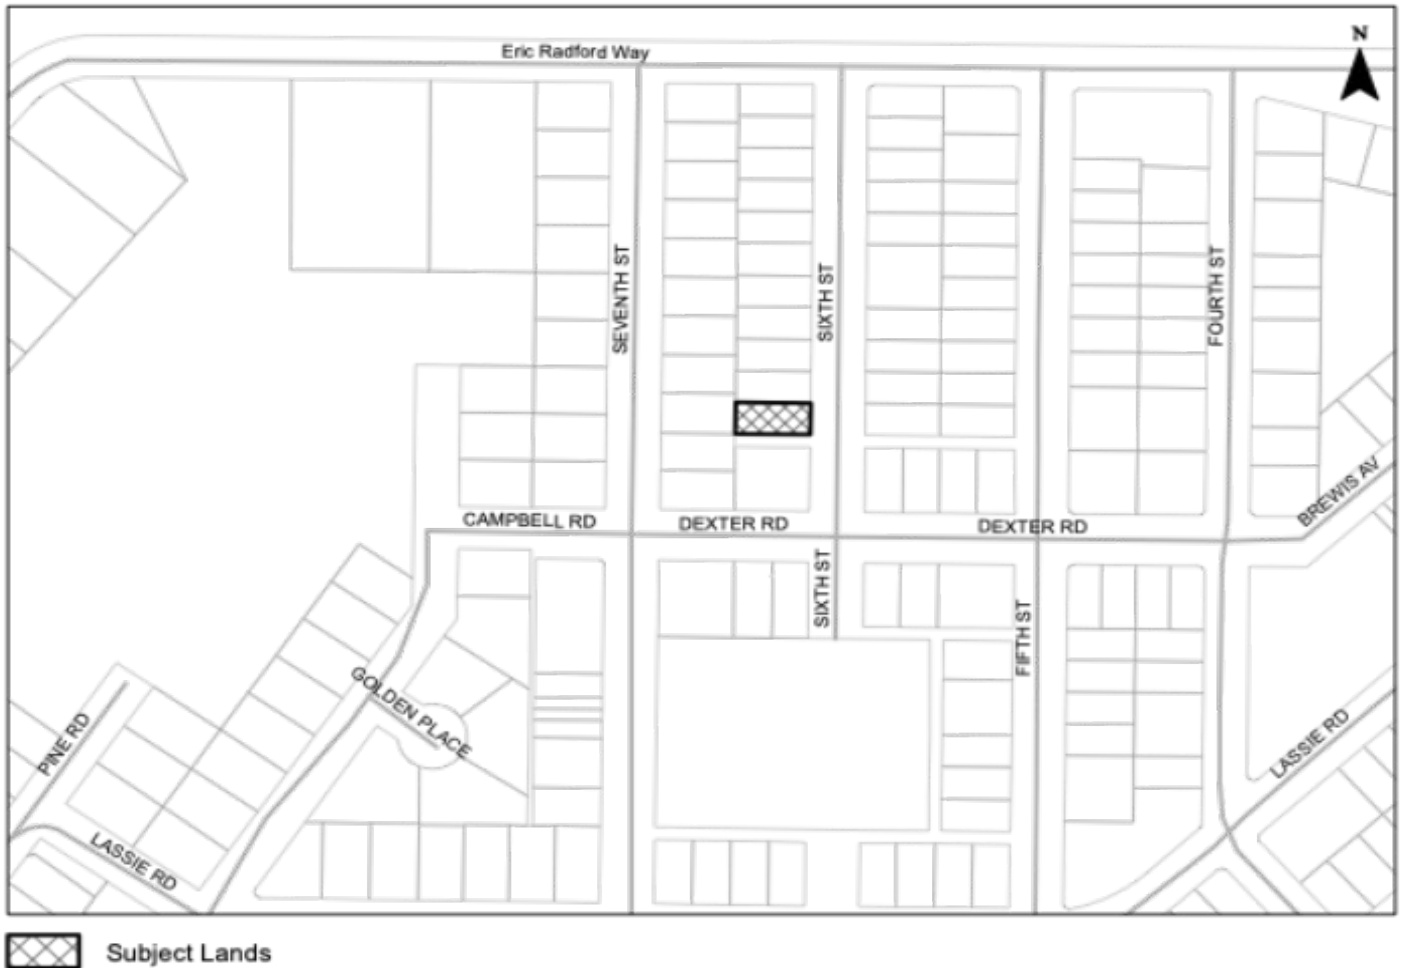 Eric Radford Way
N
SEVENTH ST
SIXTH ST
FOURTH ST
CAMPBELL RD
DEXTER RD
DEXTER RD
BREWIS AV
SIXTH ST
FIFTH ST
GOLDEN PLACE
PINE RD
LASSIE RD
LASSIE RD
Subject Lands